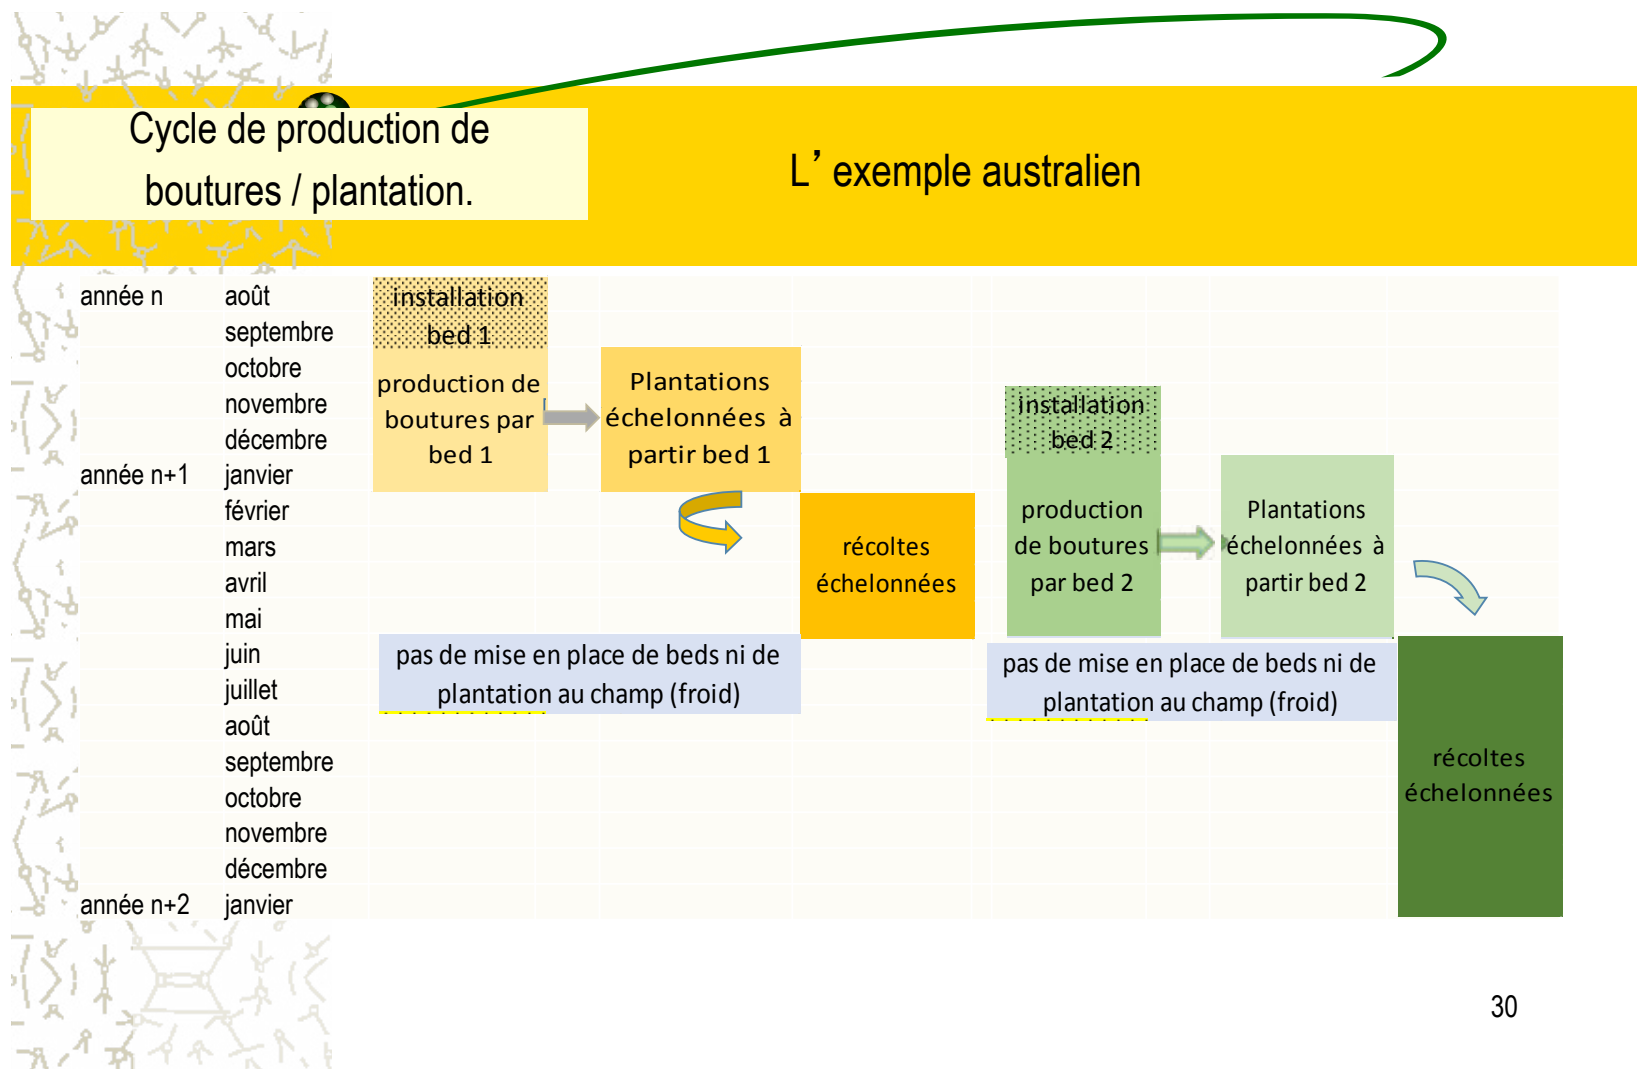 Cycle de production de
boutures / plantation.
L’ exemple australien
année n
août
septembre
octobre
novembre
décembre
année n+1
janvier
février
mars
avril
mai
juin
juillet
août
septembre
octobre
novembre
décembre
année n+2
janvier
installation
bed 1
production de
boutures par
bed 1
Plantations
échelonnées à
partir bed 1
récoltes
échelonnées
pas de mise en place de beds ni de
plantation au champ (froid)
installation
bed 2
production
de boutures
par bed 2
Plantations
échelonnées à
partir bed 2
pas de mise en place de beds ni de
plantation au champ (froid)
récoltes
échelonnées
30